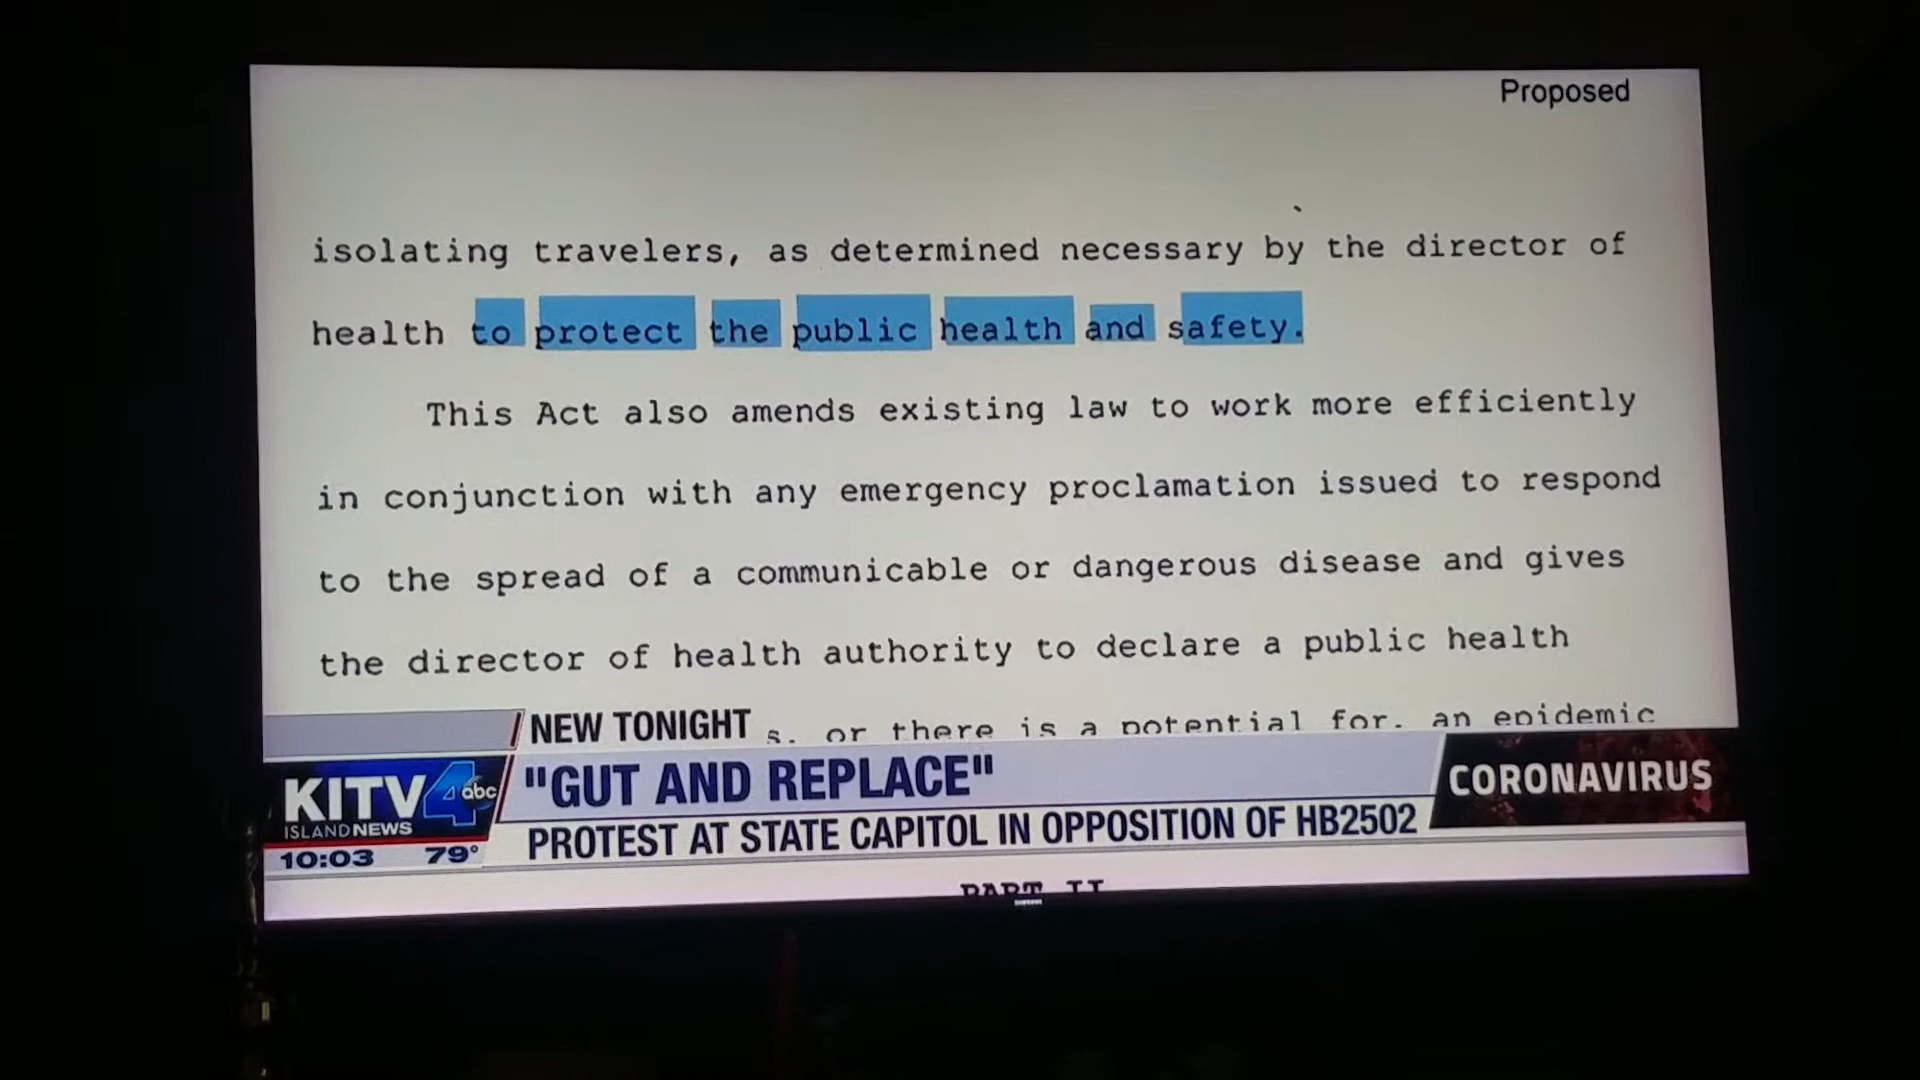 Proposed
isolating travelers, as determined necessary by the director of
health to protect the public health and safety.
This Act also amends existing law to work more efficiently
in conjunction with any emergency proclamation issued to respond
to the spread of a communicable or dangerous disease and gives
the director of health authority to declare a public health
s, or there is a potential for, an epidemic
NEW TONIGHT
"GUT AND REPLACE"
PROTEST AT STATE CAPITOL IN OPPOSITION OF HB2502
CORONAVIRUS
KITV4 abc
ISLAND NEWS
10:03 79°
PART II